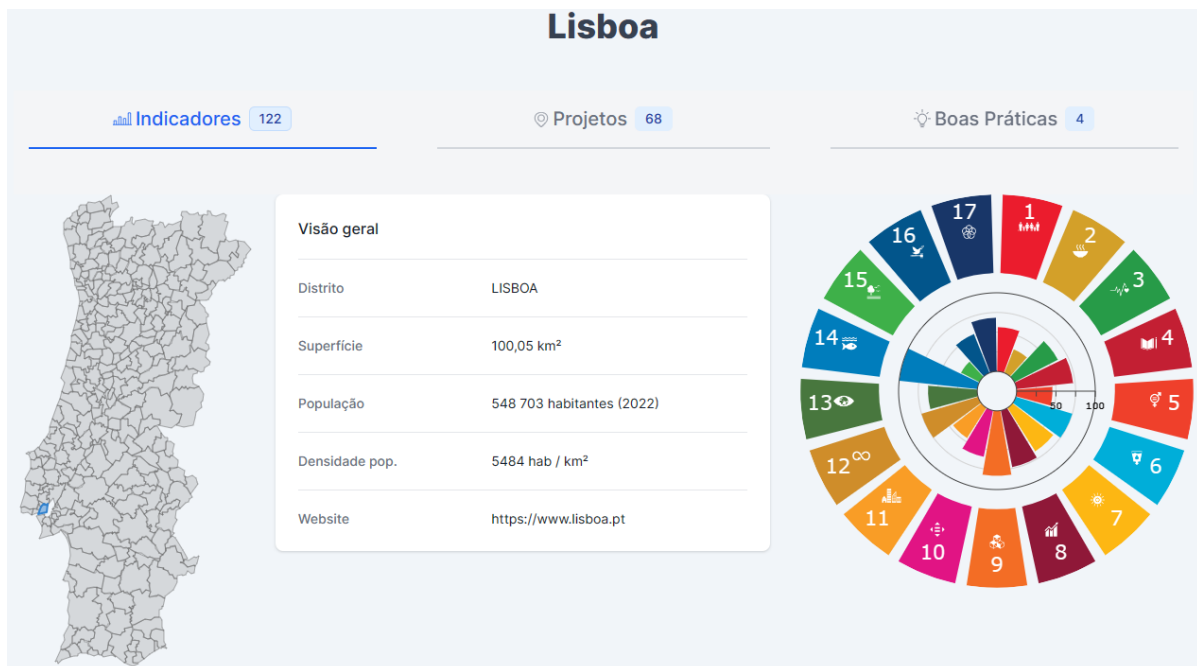 Lisboa
Indicadores 122
Projetos 68
Boas Práticas 4
Visão geral
Distrito LISBOA
Superfície 100,05 km²
População 548 703 habitantes (2022)
Densidade pop. 5484 hab / km²
Website https://www.lisboa.pt
1
2
3
4
5
6
7
8
9
10
11
12
13
14
15
16
17
50 100